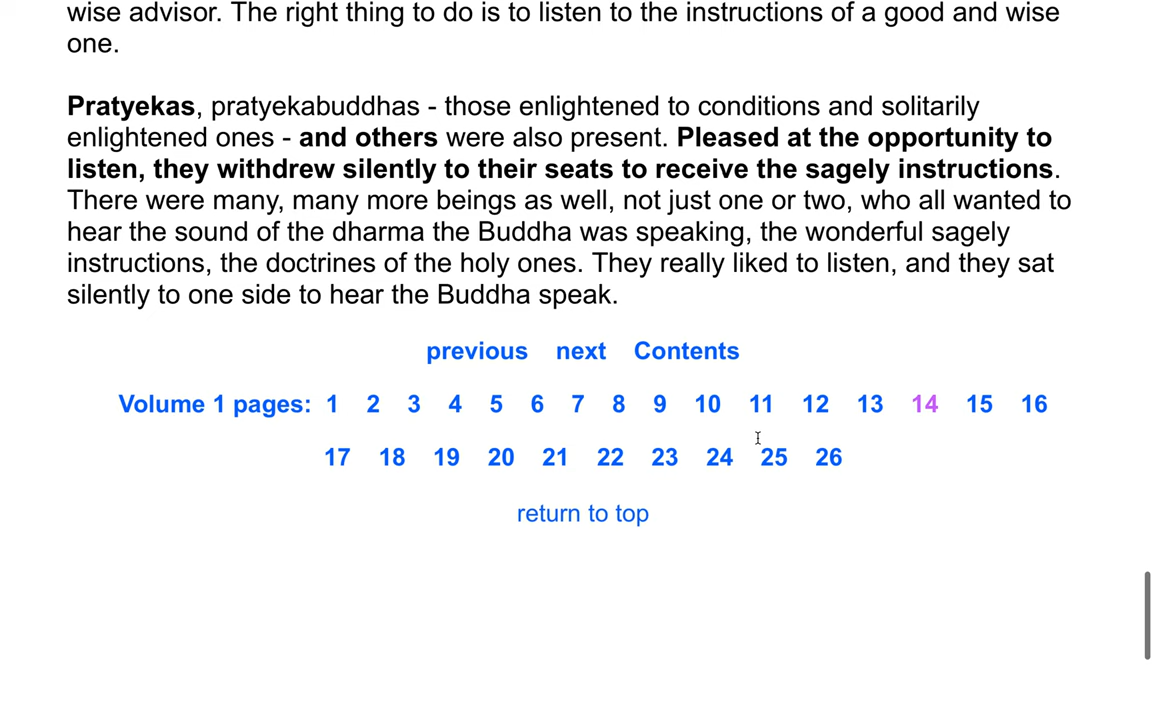 wise advisor. The right thing to do is to listen to the instructions of a good and wise
one.
Pratyekas, pratyekabuddhas - those enlightened to conditions and solitarily
enlightened ones - and others were also present. Pleased at the opportunity to
listen, they withdrew silently to their seats to receive the sagely instructions.
There were many, many more beings as well, not just one or two, who all wanted to
hear the sound of the dharma the Buddha was speaking, the wonderful sagely
instructions, the doctrines of the holy ones. They really liked to listen, and they sat
silently to one side to hear the Buddha speak.
previous next Contents
Volume 1 pages: 1 2 3 4 5 6 7 8 9 10 11 12 13 14 15 16
17 18 19 20 21 22 23 24 25 26
return to top